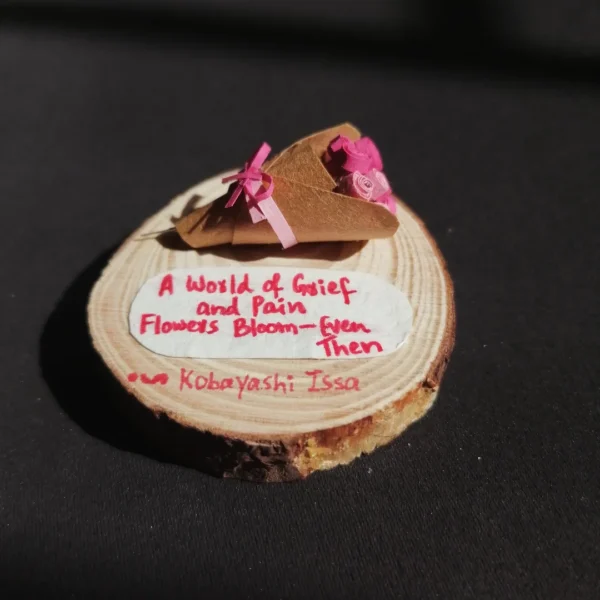 A World of Grief
and Pain
Flowers Bloom—Even
Then
Kobayashi Issa